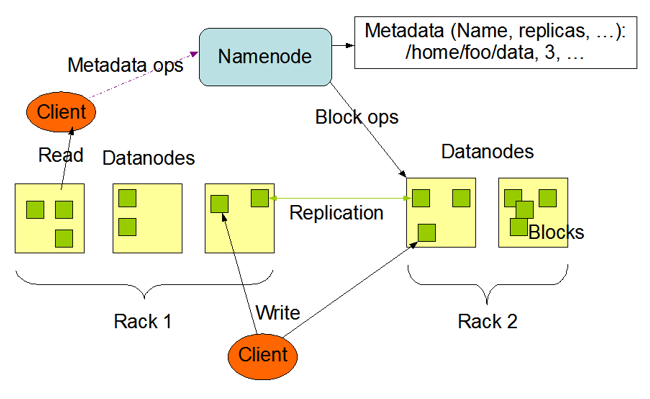 Metadata (Name, replicas, ...):
/home/foo/data, 3, ...
Namenode
Metadata ops
Client
Block ops
Read
Datanodes
Datanodes
Replication
Blocks
Rack 1
Write
Rack 2
Client